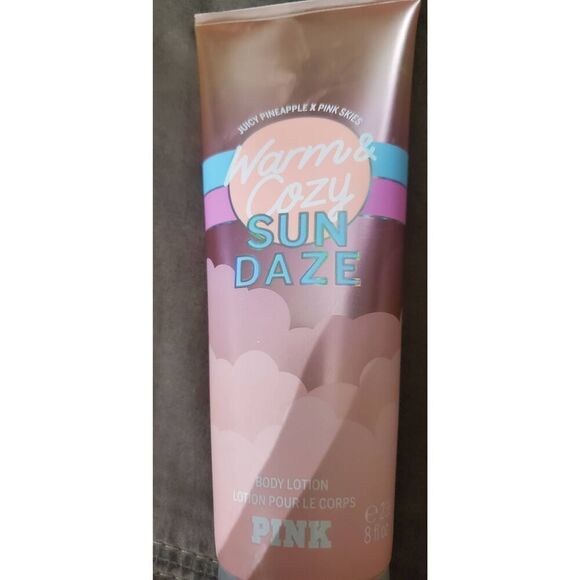 JUICY PINEAPPLE X PINK SKIES
Warm &
Cozy
SUN
DAZE
BODY LOTION
LOTION POUR LE CORPS
PINK
8 fl oz